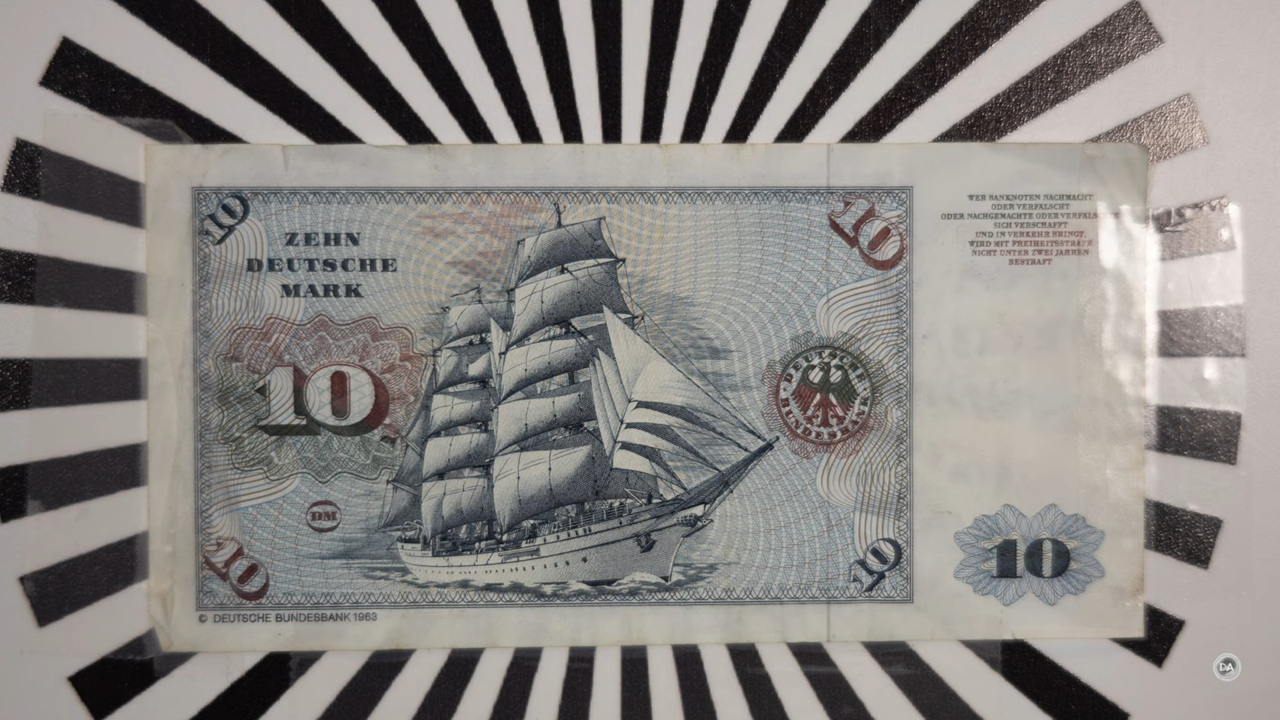 10
ZEHN
DEUTSCHE
MARK
10
10
DM
10
DEUTSCHE BUNDESBANK
10
© DEUTSCHE BUNDESBANK 1963
WER BANKNOTEN NACHMACHT
ODER VERFÄLSCHT
ODER NACHGEMACHTE ODER VERFÄLSCHTE
SICH VERSCHAFFT
UND IN VERKEHR BRINGT,
WIRD MIT FREIHEITSSTRAFE
NICHT UNTER ZWEI JAHREN
BESTRAFT
10
DA